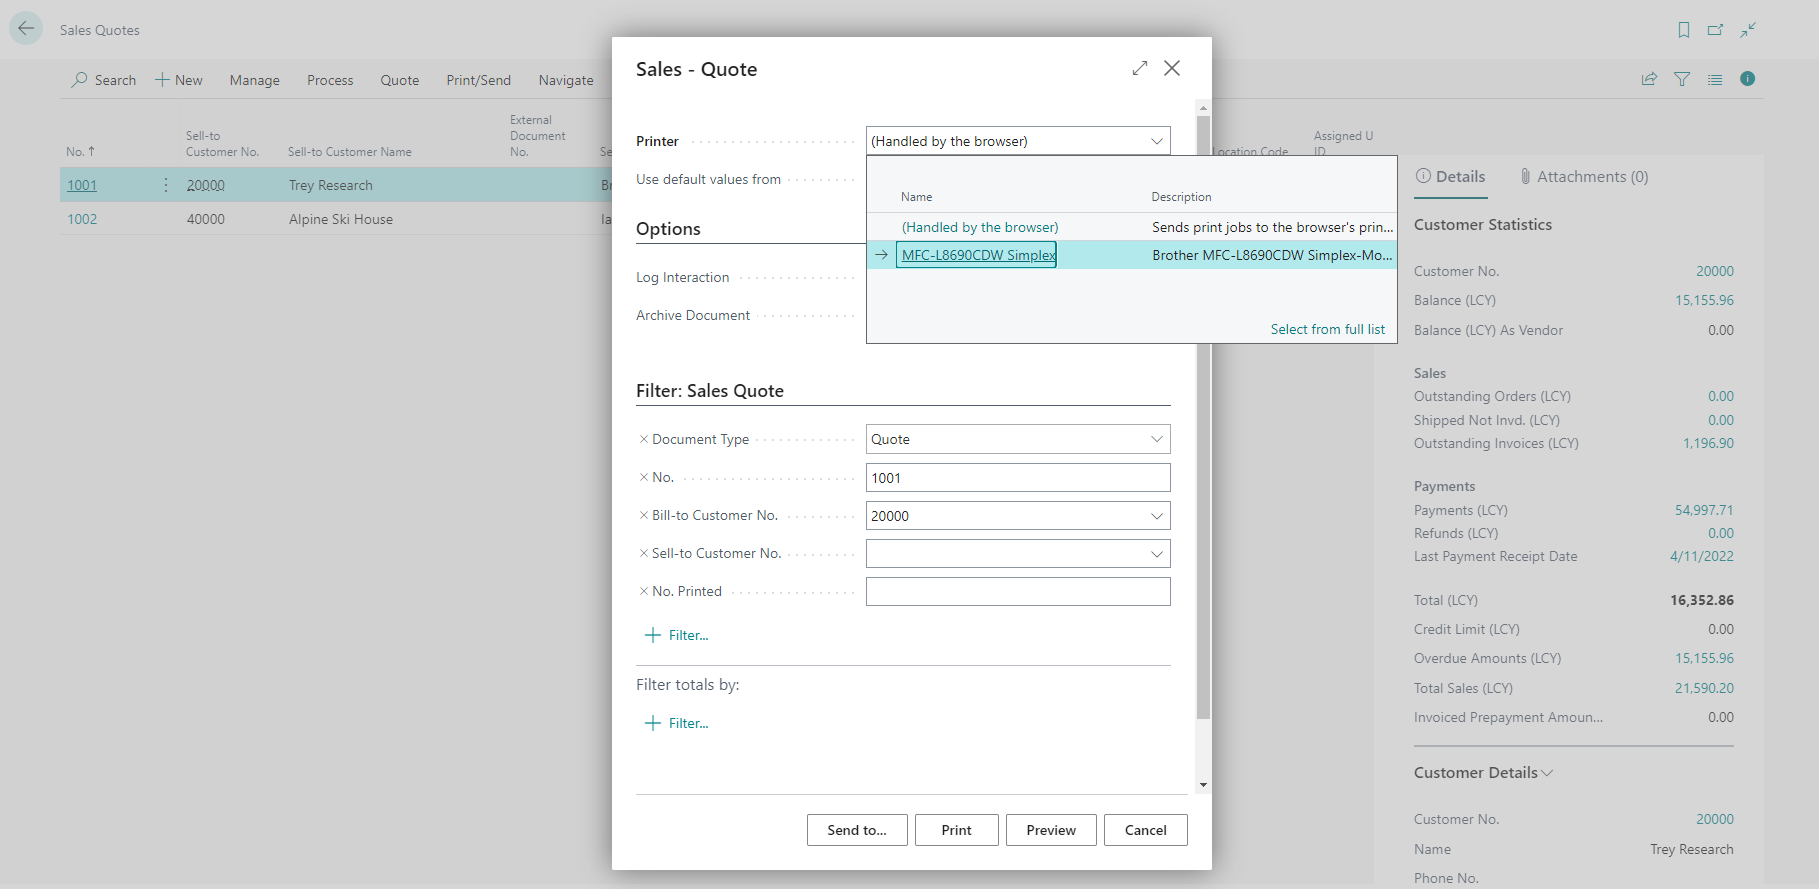 Sales Quotes
Search
New
Manage
Process
Quote
Print/Send
Navigate
No. ↑
Sell-to
Customer No.
Sell-to Customer Name
External
Document
No.
Se
Location Code
Assigned U
ID
1001
20000
Trey Research
Br
1002
40000
Alpine Ski House
Ia
Sales - Quote
Printer
(Handled by the browser)
Use default values from
Name
Description
(Handled by the browser)
Sends print jobs to the browser's prin...
MFC-L8690CDW Simplex
Brother MFC-L8690CDW Simplex-Mo...
Select from full list
Options
Log Interaction
Archive Document
Filter: Sales Quote
Document Type
Quote
No.
1001
Bill-to Customer No.
20000
Sell-to Customer No.
No. Printed
Filter...
Filter totals by:
Filter...
Send to...
Print
Preview
Cancel
Details
Attachments (0)
Customer Statistics
Customer No.
20000
Balance (LCY)
15,155.96
Balance (LCY) As Vendor
0.00
Sales
Outstanding Orders (LCY)
0.00
Shipped Not Invd. (LCY)
0.00
Outstanding Invoices (LCY)
1,196.90
Payments
Payments (LCY)
54,997.71
Refunds (LCY)
0.00
Last Payment Receipt Date
4/11/2022
Total (LCY)
16,352.86
Credit Limit (LCY)
0.00
Overdue Amounts (LCY)
15,155.96
Total Sales (LCY)
21,590.20
Invoiced Prepayment Amoun...
0.00
Customer Details
Customer No.
20000
Name
Trey Research
Phone No.